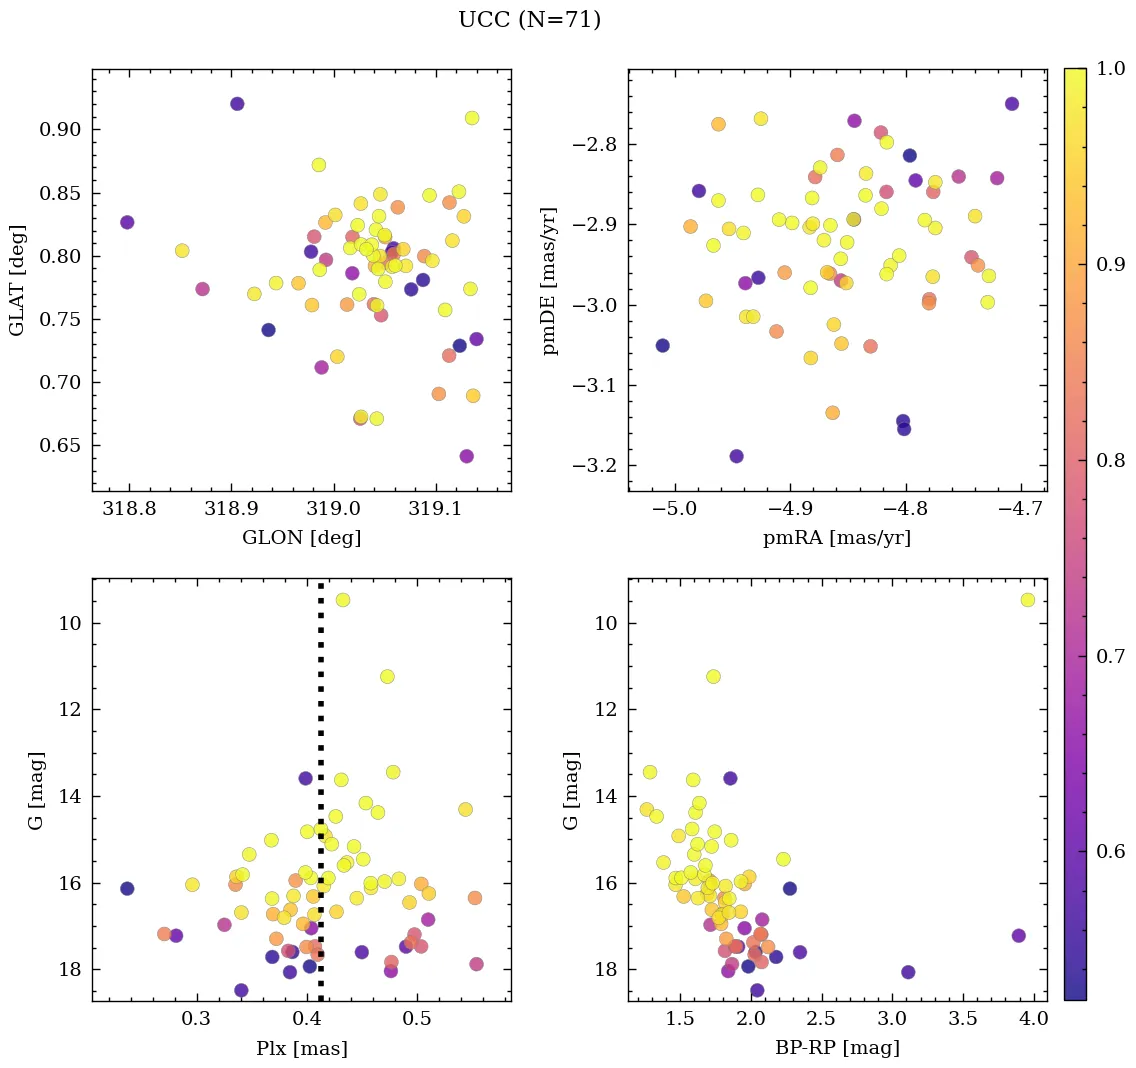 UCC (N=71)
0.90
0.85
0.80
0.75
0.70
0.65
GLAT [deg]
318.8 318.9 319.0 319.1
GLON [deg]
−2.8
−2.9
−3.0
−3.1
−3.2
pmDE [mas/yr]
−5.0 −4.9 −4.8 −4.7
pmRA [mas/yr]
1.0
0.9
0.8
0.7
0.6
10
12
14
16
18
G [mag]
0.3 0.4 0.5
Plx [mas]
10
12
14
16
18
G [mag]
1.5 2.0 2.5 3.0 3.5 4.0
BP-RP [mag]